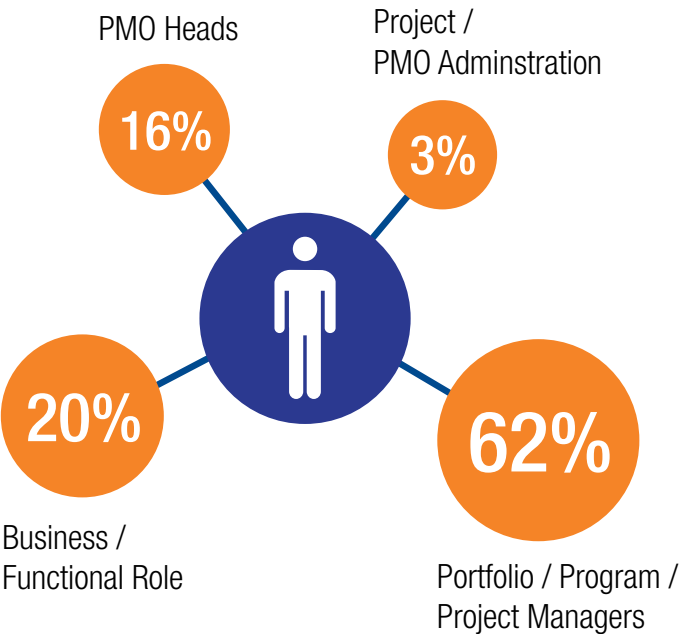 PMO Heads
16%
Project /
PMO Adminstration
3%
20%
Business /
Functional Role
62%
Portfolio / Program /
Project Managers